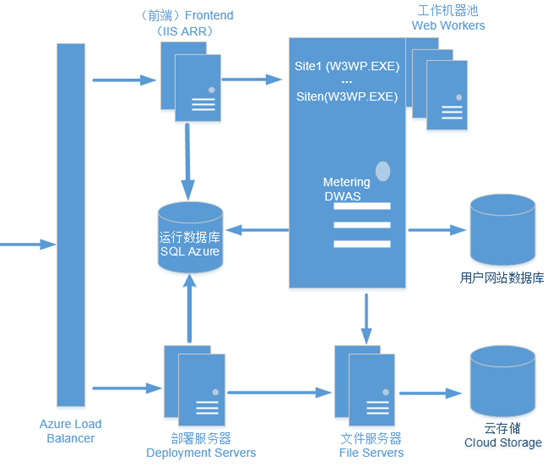 （前端）Frontend
（IIS ARR）
工作机器池
Web Workers
Site1 (W3WP.EXE)
...
Siten(W3WP.EXE)
Metering
DWAS
运行数据库
SQL Azure
用户网站数据库
Azure Load
Balancer
部署服务器
Deployment Servers
文件服务器
File Servers
云存储
Cloud Storage